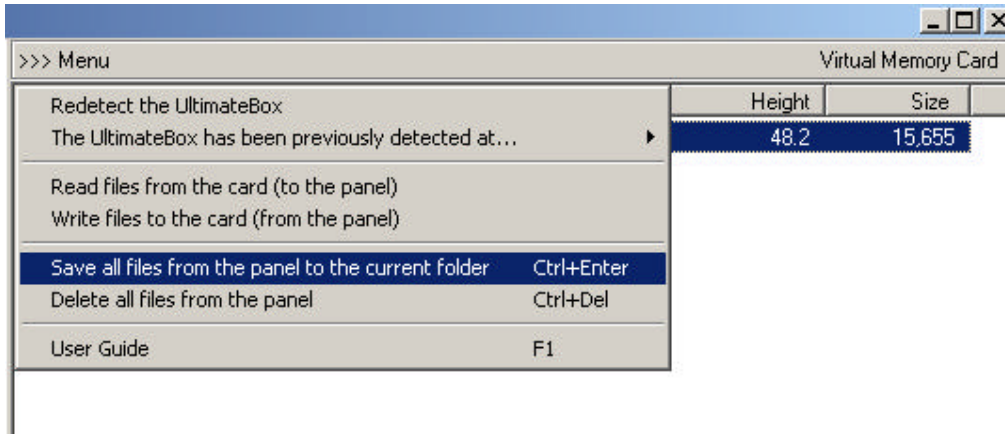 >>> Menu Virtual Memory Card
Height Size
48.2 15,655
Redetect the UltimateBox
The UltimateBox has been previously detected at...
Read files from the card (to the panel)
Write files to the card (from the panel)
Save all files from the panel to the current folder Ctrl+Enter
Delete all files from the panel Ctrl+Del
User Guide F1